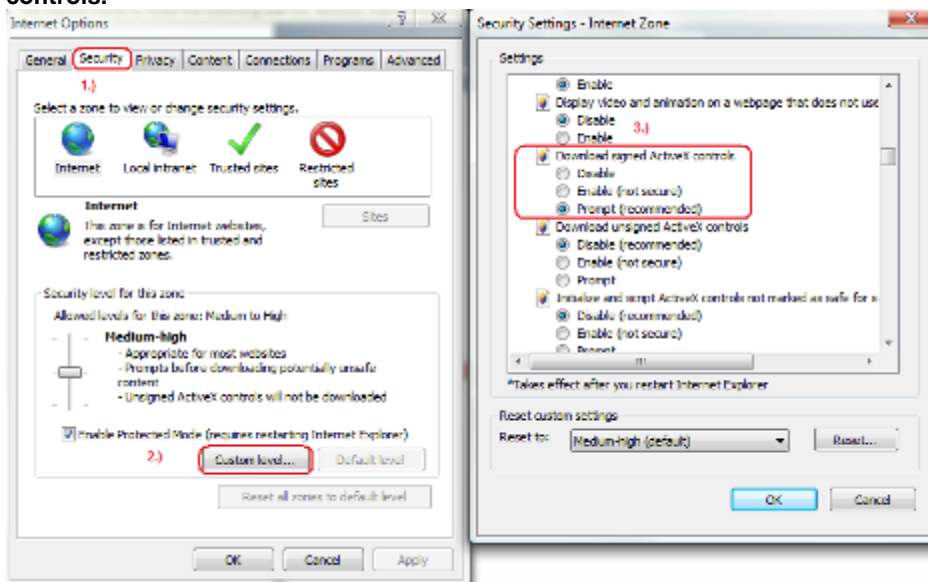 controls.
Internet Options
General Security Privacy Content Connections Programs Advanced
1.)
Select a zone to view or change security settings.
Internet Local intranet Trusted sites Restricted sites
Internet
This zone is for Internet websites,
except those listed in trusted and
restricted zones.
Sites
Security level for this zone
Allowed levels for this zone: Medium to High
Medium-high
- Appropriate for most websites
- Prompts before downloading potentially unsafe
content
- Unsigned ActiveX controls will not be downloaded
Enable Protected Mode (requires restarting Internet Explorer)
2.) Custom level... Default level
Reset all zones to default level
OK Cancel Apply
Security Settings - Internet Zone
Settings
Enable
Display video and animation on a webpage that does not use
Disable
3.)
Enable
Download signed ActiveX controls
Disable
Enable (not secure)
Prompt (recommended)
Download unsigned ActiveX controls
Disable (recommended)
Enable (not secure)
Prompt
Initialize and script ActiveX controls not marked as safe for s
Disable (recommended)
Enable (not secure)
Prompt
*Takes effect after you restart Internet Explorer
Reset custom settings
Reset to: Medium-high (default) Reset...
OK Cancel